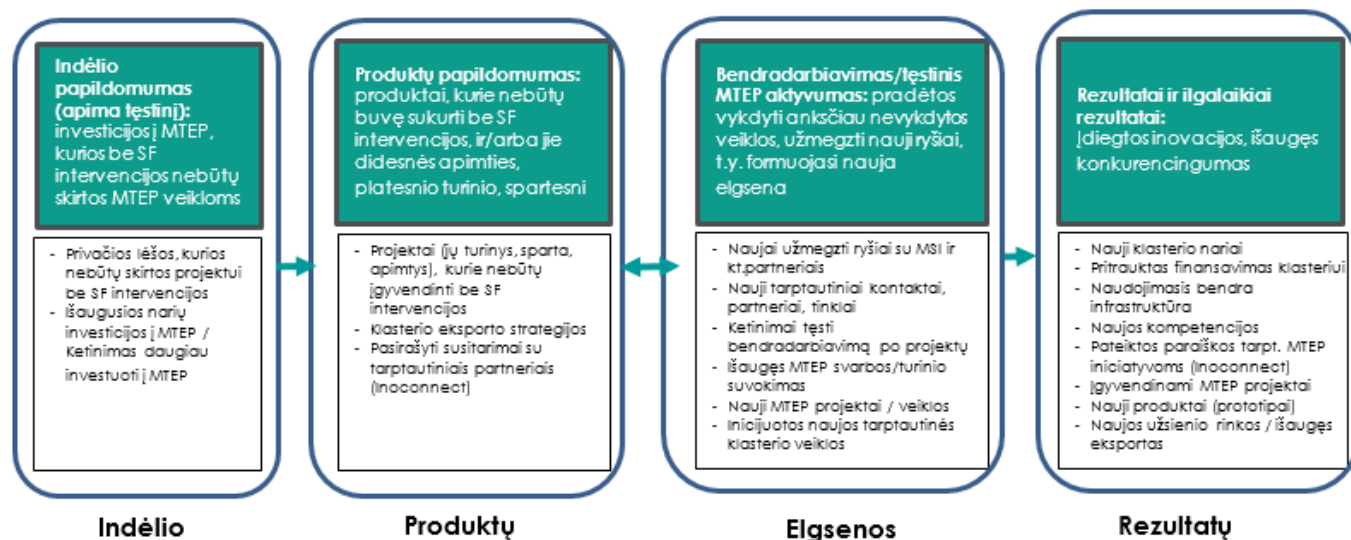 Indėlio
papildomumas
(apima tęstinį):
investicijos į MTEP,
kurios be SF
intervencijos nebūtų
skirtos MTEP veikloms
- Privačios lėšos, kurios
nebūtų skirtos projektui
be SF intervencijos
- Išaugusios narių
investicijos į MTEP /
Ketinimas daugiau
investuoti į MTEP
Indėlio
Produktų papildomumas:
produktai, kurie nebūtų
buvę sukurti be SF
intervencijos, ir/arba jie
didesnės apimties,
platesnio turinio, spartesni
- Projektai (jų turinys, sparta,
apimtys), kurie nebūtų
įgyvendinti be SF
intervencijos
- Klasterio eksporto strategijos
- Pasirašyti susitarimai su
tarptautiniais partneriais
(Inoconnect)
Produktų
Bendradarbiavimas/tęstinis
MTEP aktyvumas: pradėtos
vykdyti anksčiau nevykdytos
veiklos, užmegzti nauji ryšiai,
t.y. formuojasi nauja
elgsena
- Naujai užmegzti ryšiai su MSI ir
kt.partneriais
- Nauji tarptautiniai kontaktai,
partneriai, tinklai
- Ketinimai tęsti
bendradarbiavimą po projektų
- Išaugęs MTEP svarbos/turinio
suvokimas
- Nauji MTEP projektai / veiklos
- Inicijuotos naujos tarptautinės
klasterio veiklos
Elgsenos
Rezultatai ir ilgalaikiai
rezultatai:
Įdiegtos inovacijos, išaugęs
konkurencingumas
- Nauji klasterio nariai
- Pritrauktas finansavimas klasteriui
- Naudojimasis bendra
infrastruktūra
- Naujos kompetencijos
- Pateiktos paraiškos tarpt. MTEP
iniciatyvoms (Inoconnect)
- Įgyvendinami MTEP projektai
- Nauji produktai (prototipai)
- Naujos užsienio rinkos / išaugęs
eksportas
Rezultatų